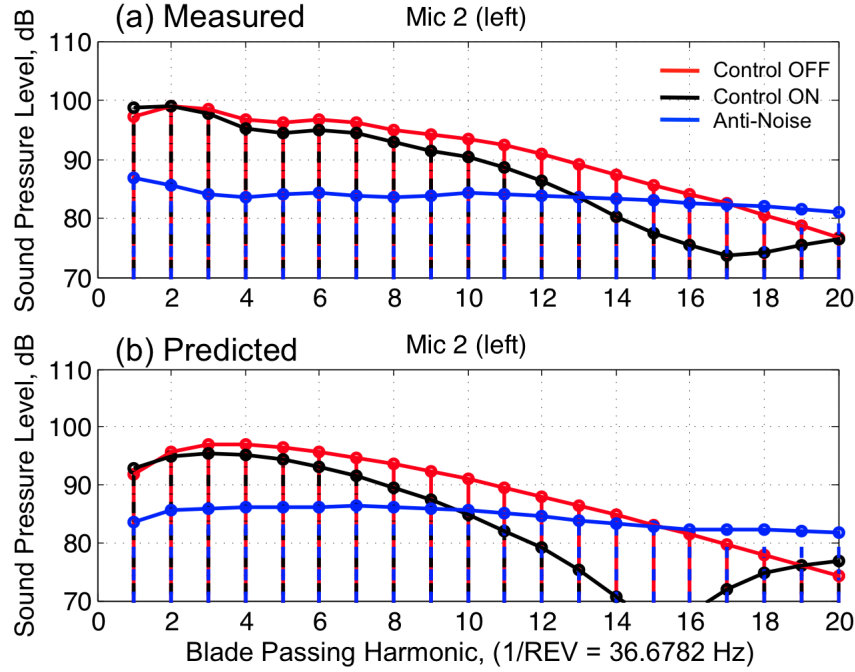 (a) Measured
Mic 2 (left)
Sound Pressure Level, dB
110
100
90
80
70
Control OFF
Control ON
Anti-Noise
0 2 4 6 8 10 12 14 16 18 20
(b) Predicted
Mic 2 (left)
Sound Pressure Level, dB
110
100
90
80
70
0 2 4 6 8 10 12 14 16 18 20
Blade Passing Harmonic, (1/REV = 36.6782 Hz)